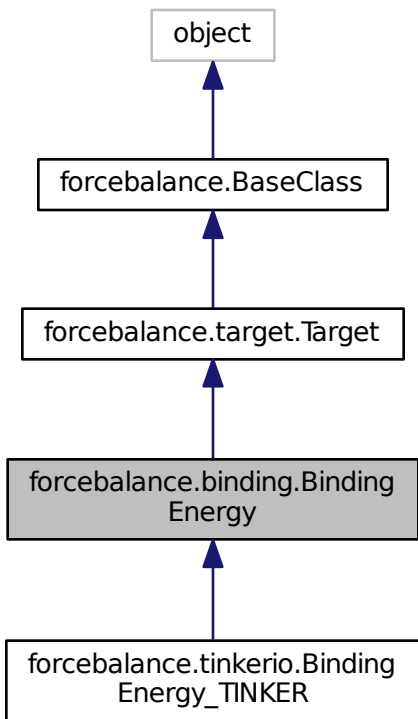 object
forcebalance.BaseClass
forcebalance.target.Target
forcebalance.binding.Binding
Energy
forcebalance.tinkerio.Binding
Energy_TINKER